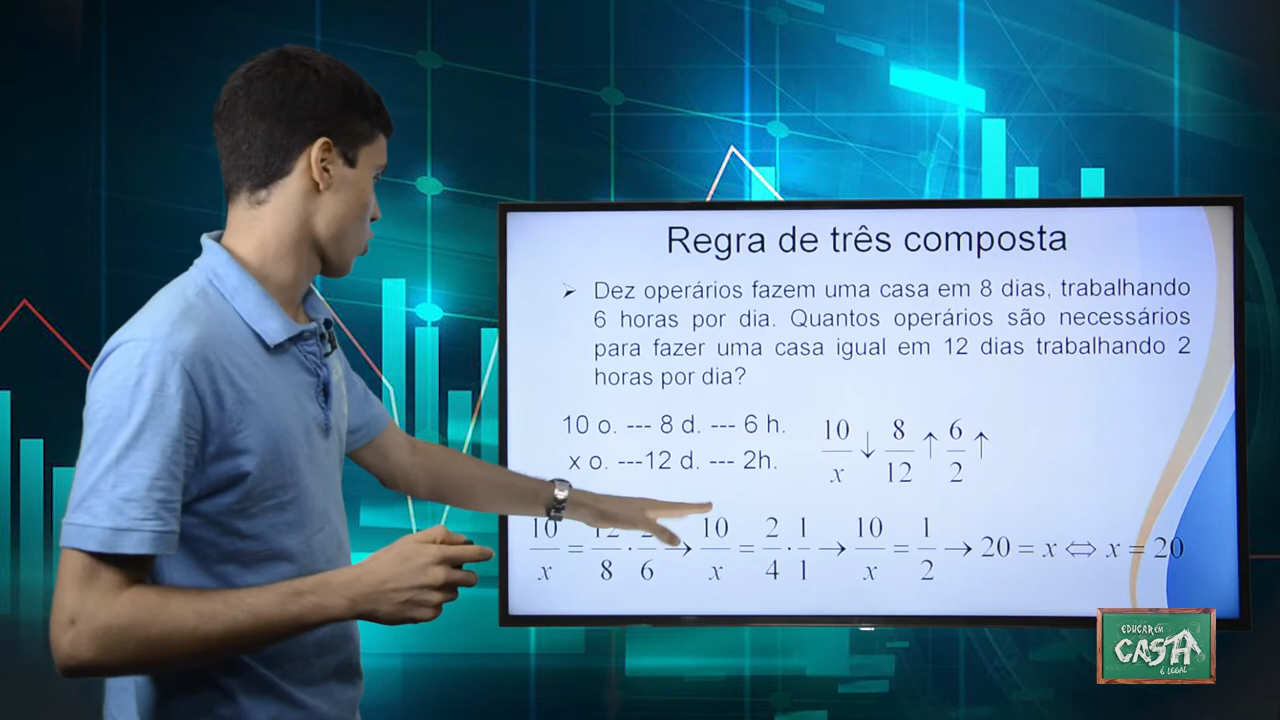 Regra de três composta
➢ Dez operários fazem uma casa em 8 dias, trabalhando
6 horas por dia. Quantos operários são necessários
para fazer uma casa igual em 12 dias trabalhando 2
horas por dia?
10 o. --- 8 d. --- 6 h.
x o. ---12 d. --- 2h.
10/x ↓ 8/12 ↑ 6/2 ↑
10/x = 12/8 · 2/6 → 10/x = 2/4 · 1/1 → 10/x = 1/2 → 20 = x ⇔ x = 20
EDUCAR EM
CASA
É LEGAL